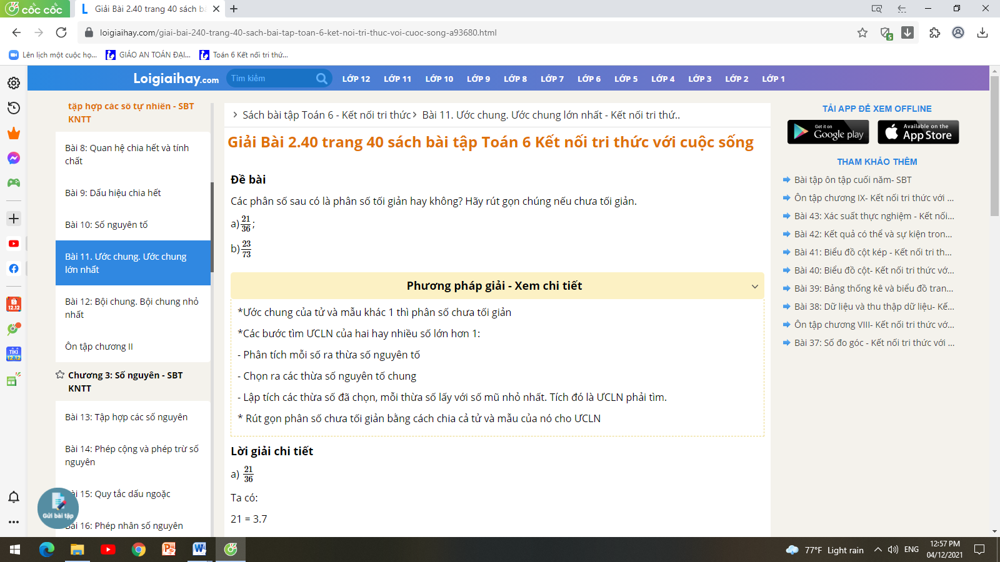 cốc cốc
Giải Bài 2.40 trang 40 sách bà
loigiaihay.com/giai-bai-240-trang-40-sach-bai-tap-toan-6-ket-noi-tri-thuc-voi-cuoc-song-a93680.html
5
Lên lịch một cuộc họ...
GIÁO AN TOÁN ĐẠI...
Toán 6 Kết nối tri thứ...
Loigiaihay.com
Tìm kiếm
LỚP 12
LỚP 11
LỚP 10
LỚP 9
LỚP 8
LỚP 7
LỚP 6
LỚP 5
LỚP 4
LỚP 3
LỚP 2
LỚP 1
tập hợp các số tự nhiên - SBT
KNTT
Bài 8: Quan hệ chia hết và tính
chất
Bài 9: Dấu hiệu chia hết
Bài 10: Số nguyên tố
Bài 11. Ước chung. Ước chung
lớn nhất
Bài 12: Bội chung. Bội chung nhỏ
nhất
Ôn tập chương II
Chương 3: Số nguyên - SBT
KNTT
Bài 13: Tập hợp các số nguyên
Bài 14: Phép cộng và phép trừ số
nguyên
ài 15: Quy tắc dấu ngoặc
Bài 16: Phép nhân số nguyên
Gửi bài tập
12.12
TIKI
12.12
Sách bài tập Toán 6 - Kết nối tri thức
Bài 11. Ước chung. Ước chung lớn nhất - Kết nối tri thứ..
Giải Bài 2.40 trang 40 sách bài tập Toán 6 Kết nối tri thức với cuộc sống
Đề bài
Các phân số sau có là phân số tối giản hay không? Hãy rút gọn chúng nếu chưa tối giản.
a) 21/36;
b) 23/73
Phương pháp giải - Xem chi tiết
*Ước chung của tử và mẫu khác 1 thì phân số chưa tối giản
*Các bước tìm ƯCLN của hai hay nhiều số lớn hơn 1:
- Phân tích mỗi số ra thừa số nguyên tố
- Chọn ra các thừa số nguyên tố chung
- Lập tích các thừa số đã chọn, mỗi thừa số lấy với số mũ nhỏ nhất. Tích đó là ƯCLN phải tìm.
* Rút gọn phân số chưa tối giản bằng cách chia cả tử và mẫu của nó cho ƯCLN
Lời giải chi tiết
a) 21/36
Ta có:
21 = 3.7
TẢI APP ĐỂ XEM OFFLINE
Get it on
Google play
Available on the
App Store
THAM KHẢO THÊM
Bài tập ôn tập cuối năm- SBT
Ôn tập chương IX- Kết nối tri thức với ...
Bài 43: Xác suất thực nghiệm - Kết nối...
Bài 42: Kết quả có thể và sự kiện tron...
Bài 41: Biểu đồ cột kép - Kết nối tri th...
Bài 40: Biểu đồ cột- Kết nối tri thức vớ...
Bài 39: Bảng thống kê và biểu đồ tran...
Bài 38: Dữ liệu và thu thập dữ liệu- Kế...
Ôn tập chương VIII- Kết nối tri thức vớ...
Bài 37: Số đo góc - Kết nối tri thức với ...
77°F Light rain
ENG
12:57 PM
04/12/2021